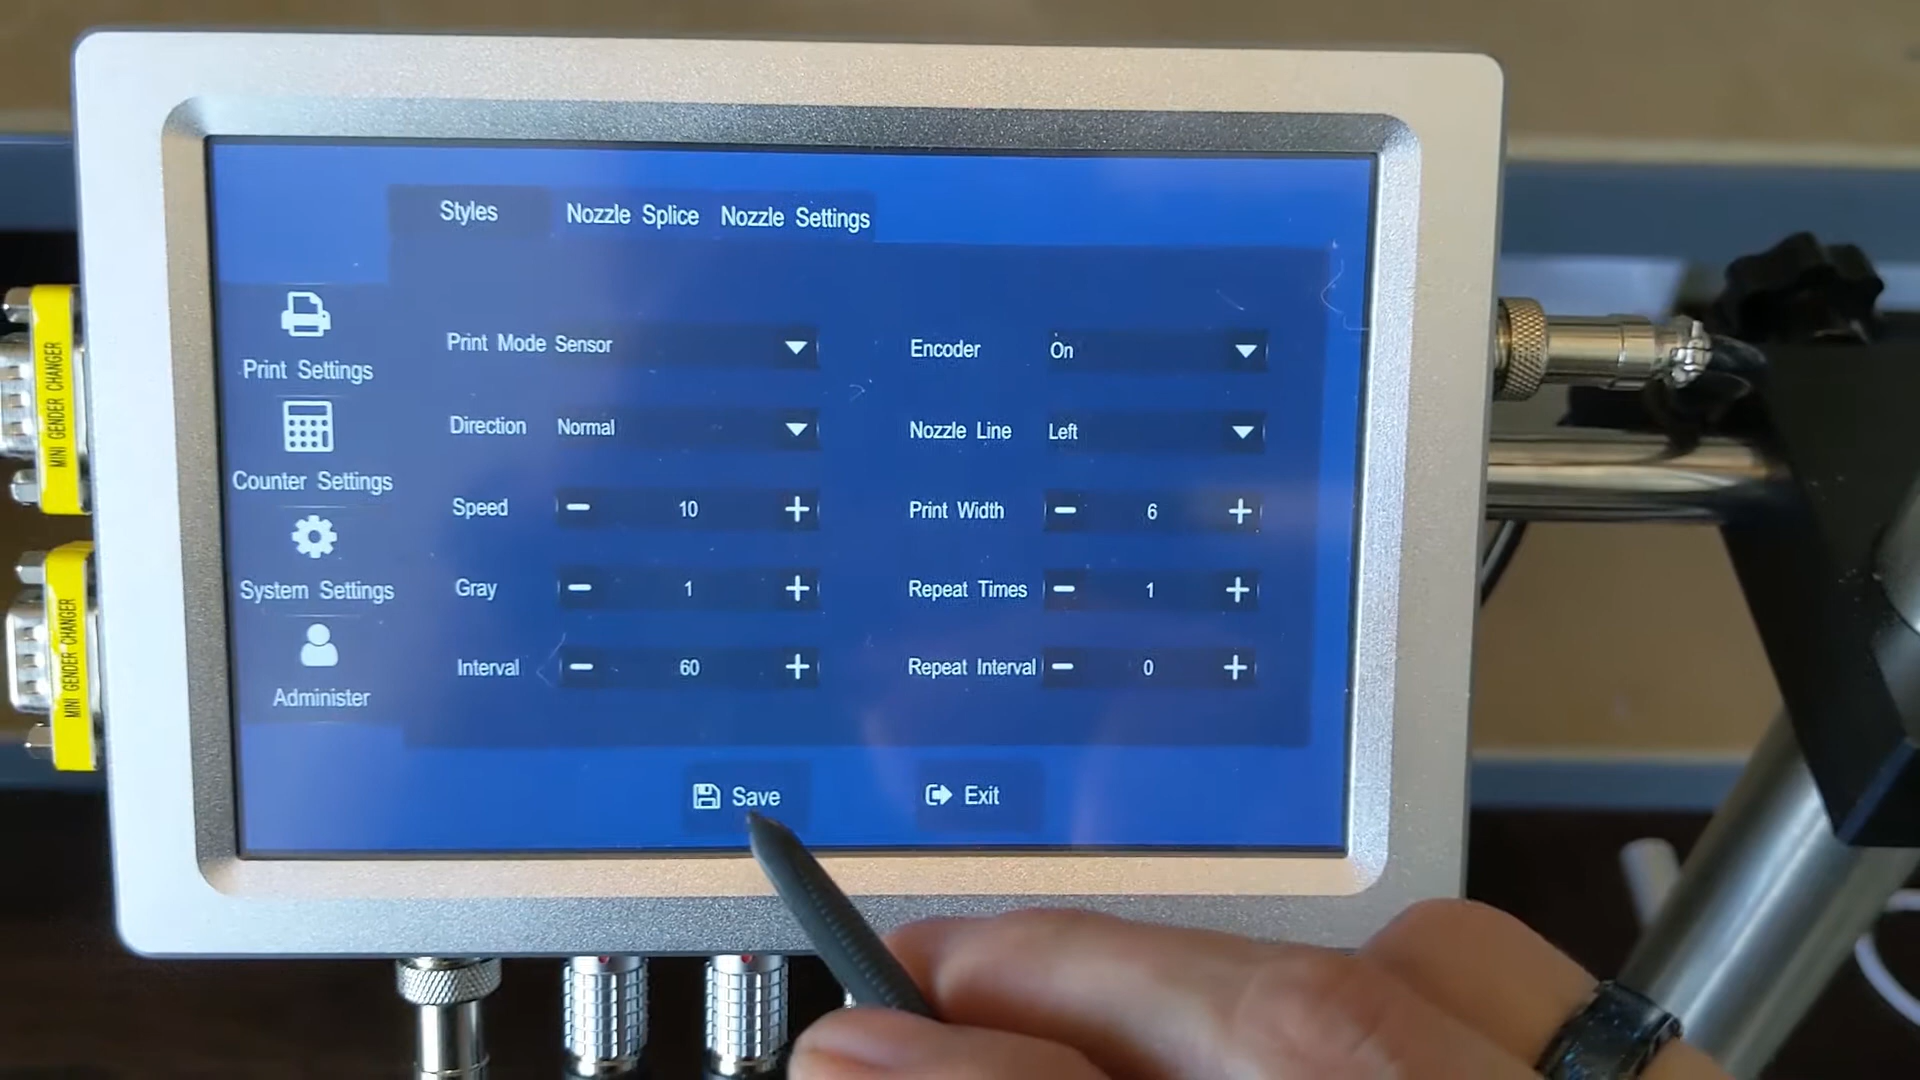 Styles Nozzle Splice Nozzle Settings
Print Settings
Counter Settings
System Settings
Administer
Print Mode Sensor
Encoder On
Direction Normal
Nozzle Line Left
Speed 10
Print Width 6
Gray 1
Repeat Times 1
Interval 60
Repeat Interval 0
Save
Exit
MINI GENDER CHANGER
MINI GENDER CHANGER